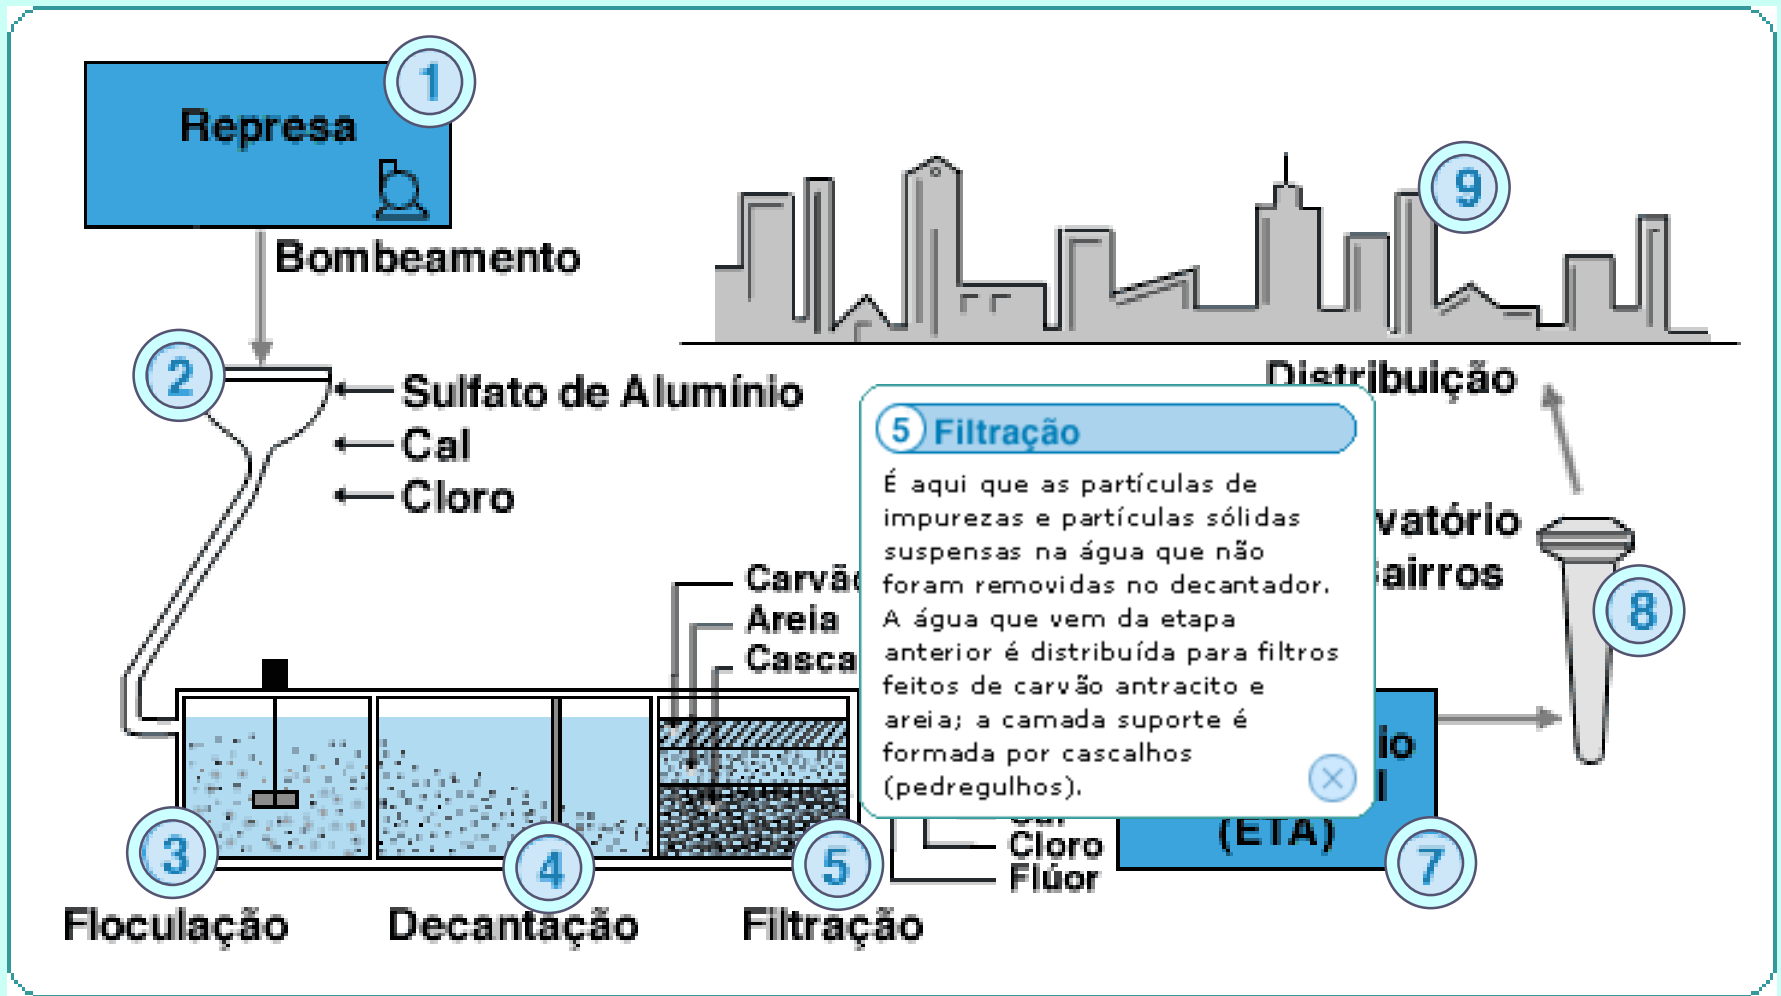 1
Represa
Bombeamento
9
2
Sulfato de Alumínio
Cal
Cloro
Distribuição
5 Filtração
É aqui que as partículas de
impurezas e partículas sólidas
suspensas na água que não
foram removidas no decantador.
A água que vem da etapa
anterior é distribuída para filtros
feitos de carvão antracito e
areia; a camada suporte é
formada por cascalhos
(pedregulhos).
8
Areia
(ETA)
Cloro
Flúor
3
4
5
7
Floculação
Decantação
Filtração